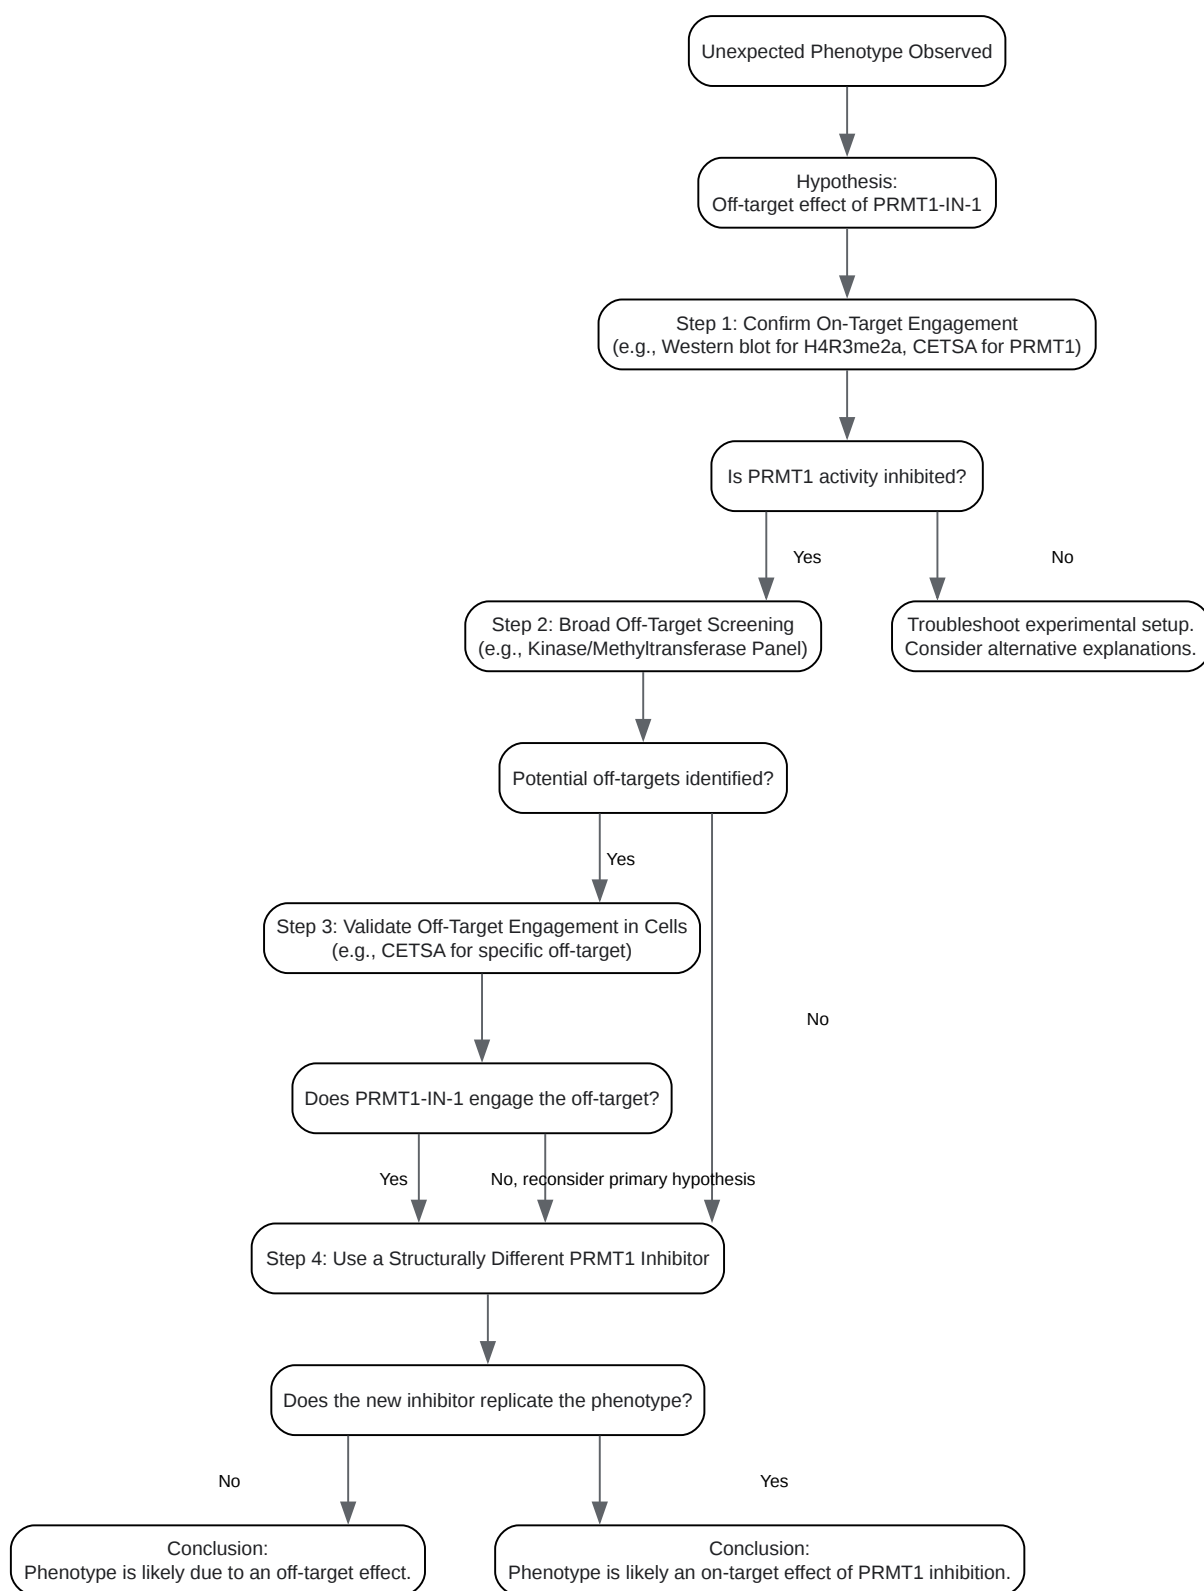 Unexpected Phenotype Observed
Hypothesis:
Off-target effect of PRMT1-IN-1
Step 1: Confirm On-Target Engagement
(e.g., Western blot for H4R3me2a, CETSA for PRMT1)
Is PRMT1 activity inhibited?
Yes
No
Step 2: Broad Off-Target Screening
(e.g., Kinase/Methyltransferase Panel)
Troubleshoot experimental setup.
Consider alternative explanations.
Potential off-targets identified?
Yes
Step 3: Validate Off-Target Engagement in Cells
(e.g., CETSA for specific off-target)
No
Does PRMT1-IN-1 engage the off-target?
Yes
No, reconsider primary hypothesis
Step 4: Use a Structurally Different PRMT1 Inhibitor
Does the new inhibitor replicate the phenotype?
No
Yes
Conclusion:
Phenotype is likely due to an off-target effect.
Conclusion:
Phenotype is likely an on-target effect of PRMT1 inhibition.